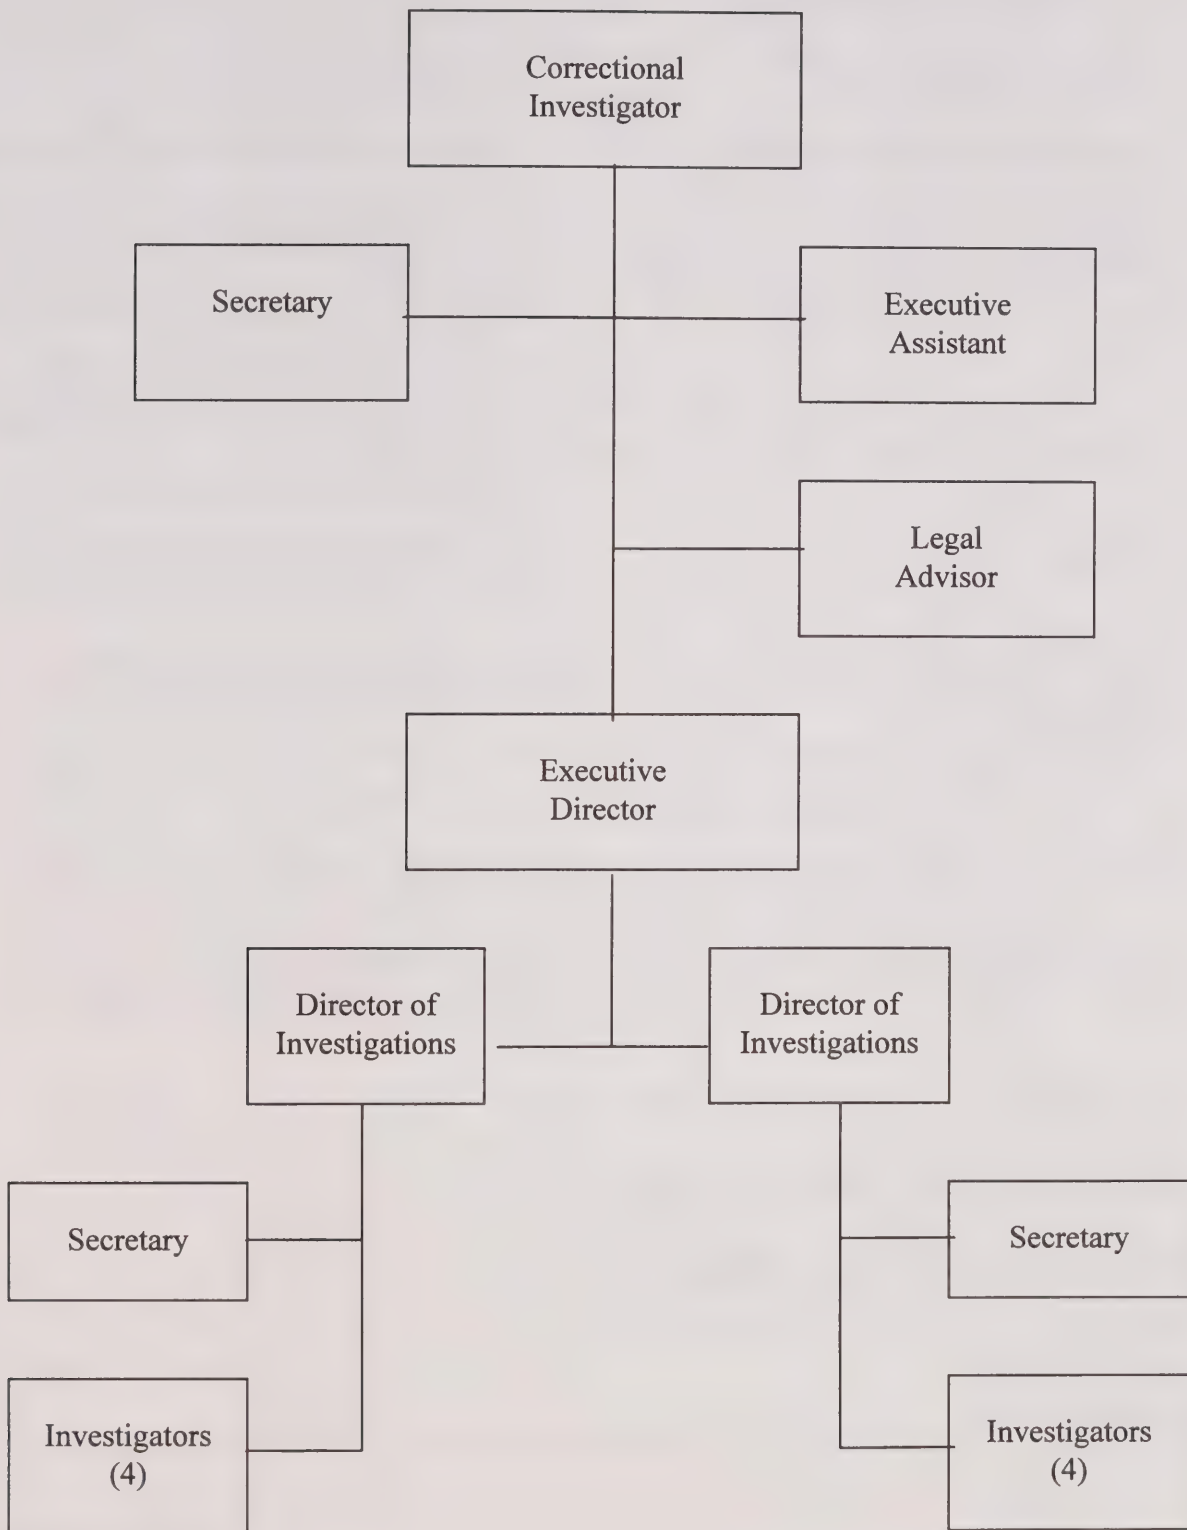 Correctional
Investigator
Secretary
Executive
Assistant
Legal
Advisor
Executive
Director
Director of
Investigations
Director of
Investigations
Secretary
Secretary
Investigators
(4)
Investigators
(4)